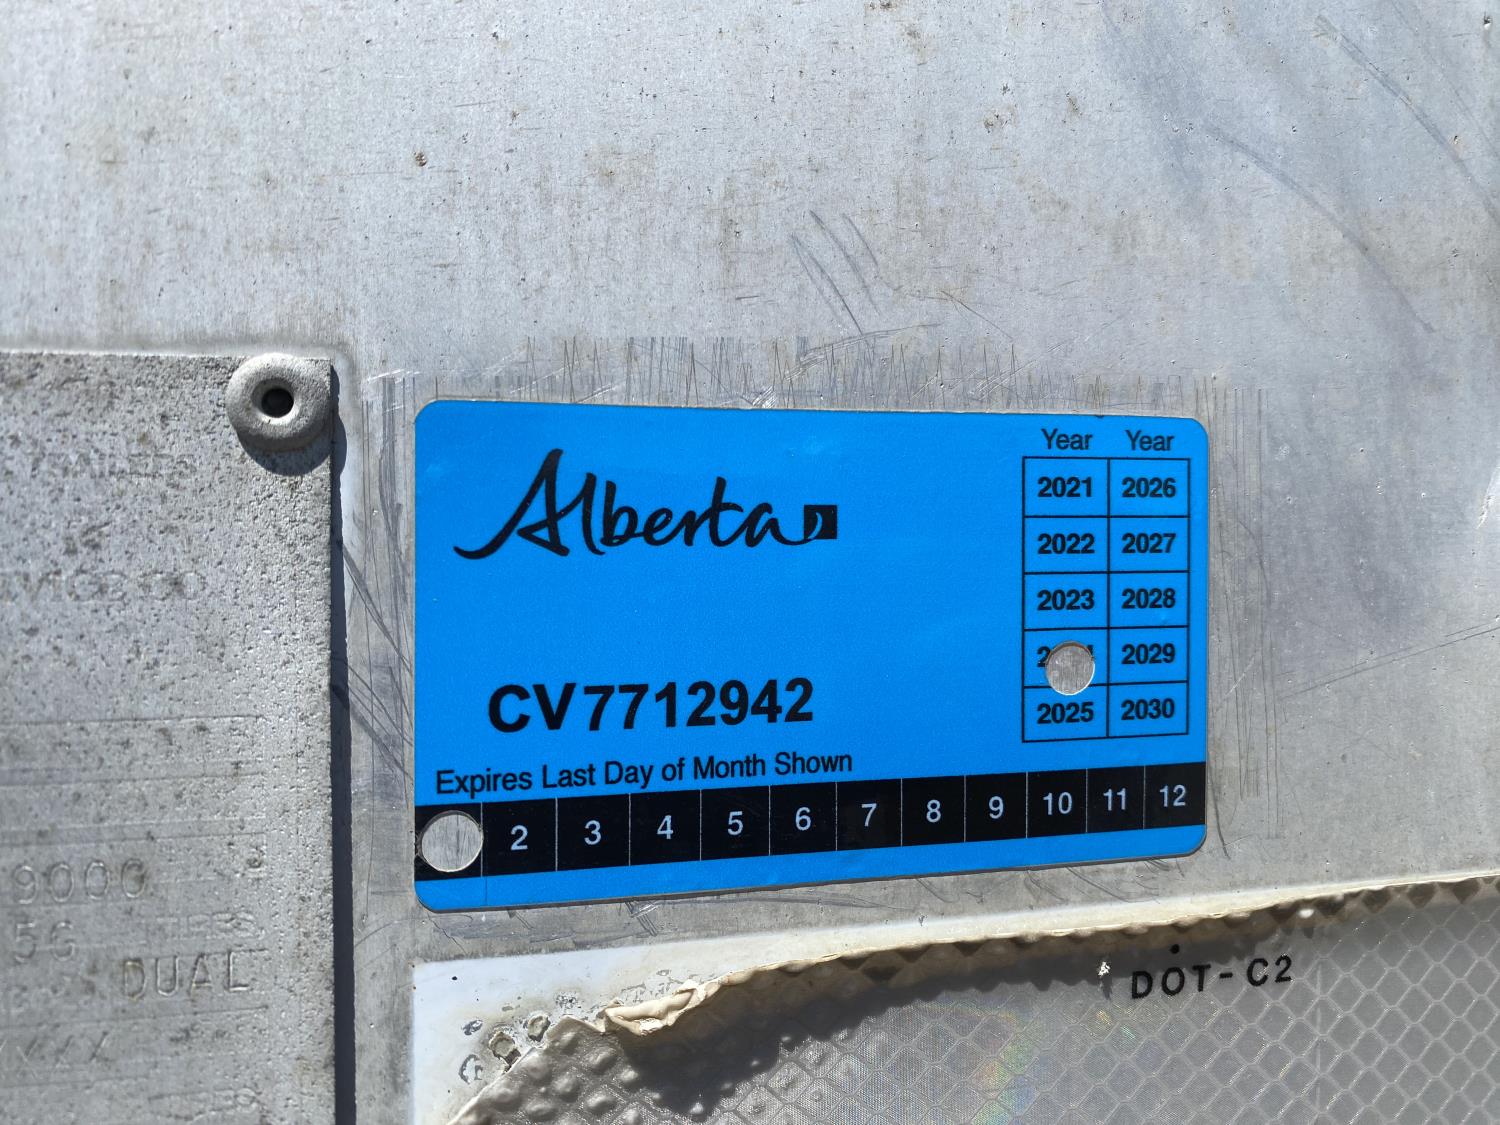 Alberta
Year Year
2021 2026
2022 2027
2023 2028
2029
2025 2030
CV7712942
Expires Last Day of Month Shown
2 3 4 5 6 7 8 9 10 11 12
9000
DUAL
DOT-C2